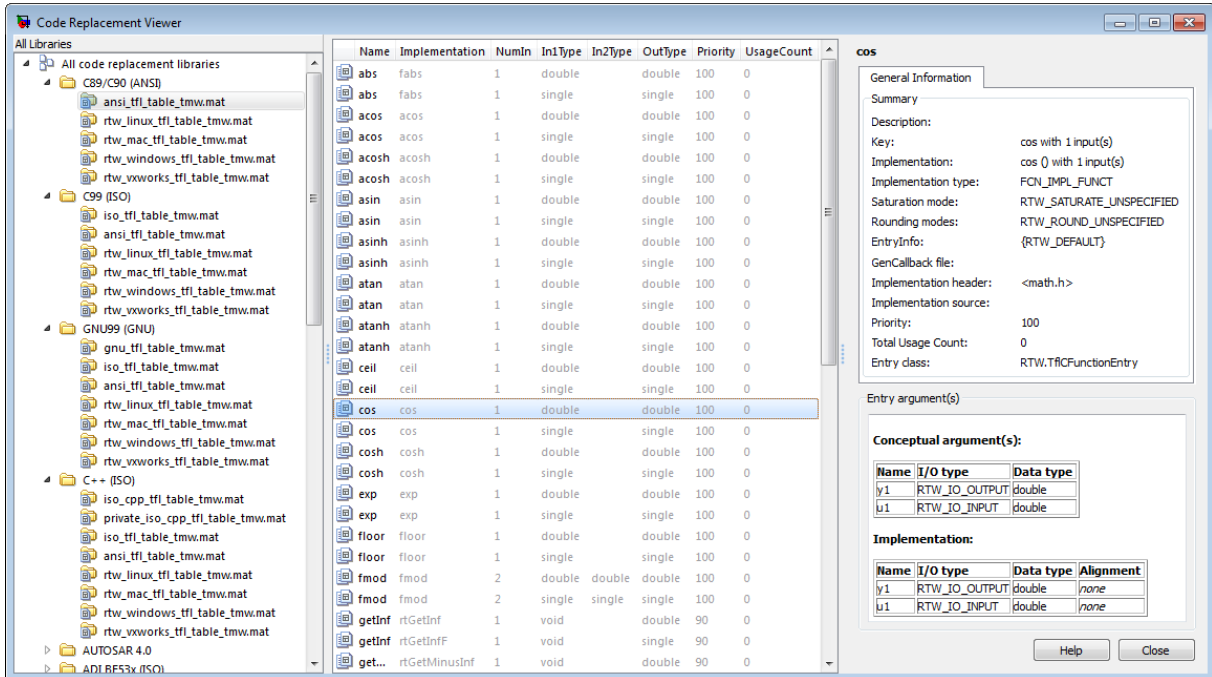 Code Replacement Viewer
All Libraries
All code replacement libraries
C89/C90 (ANSI)
ansi_tfl_table_tmw.mat
rtw_linux_tfl_table_tmw.mat
rtw_mac_tfl_table_tmw.mat
rtw_windows_tfl_table_tmw.mat
rtw_vxworks_tfl_table_tmw.mat
C99 (ISO)
iso_tfl_table_tmw.mat
ansi_tfl_table_tmw.mat
rtw_linux_tfl_table_tmw.mat
rtw_mac_tfl_table_tmw.mat
rtw_windows_tfl_table_tmw.mat
rtw_vxworks_tfl_table_tmw.mat
GNU99 (GNU)
gnu_tfl_table_tmw.mat
iso_tfl_table_tmw.mat
ansi_tfl_table_tmw.mat
rtw_linux_tfl_table_tmw.mat
rtw_mac_tfl_table_tmw.mat
rtw_windows_tfl_table_tmw.mat
rtw_vxworks_tfl_table_tmw.mat
C++ (ISO)
iso_cpp_tfl_table_tmw.mat
private_iso_cpp_tfl_table_tmw.mat
iso_tfl_table_tmw.mat
ansi_tfl_table_tmw.mat
rtw_linux_tfl_table_tmw.mat
rtw_mac_tfl_table_tmw.mat
rtw_windows_tfl_table_tmw.mat
rtw_vxworks_tfl_table_tmw.mat
AUTOSAR 4.0
ADI BF53x (ISO)
Name Implementation NumIn In1Type In2Type OutType Priority UsageCount
abs fabs 1 double double 100 0
abs fabs 1 single single 100 0
acos acos 1 double double 100 0
acos acos 1 single single 100 0
acosh acosh 1 double double 100 0
acosh acosh 1 single single 100 0
asin asin 1 double double 100 0
asin asin 1 single single 100 0
asinh asinh 1 double double 100 0
asinh asinh 1 single single 100 0
atan atan 1 double double 100 0
atan atan 1 single single 100 0
atanh atanh 1 double double 100 0
atanh atanh 1 single single 100 0
ceil ceil 1 double double 100 0
ceil ceil 1 single single 100 0
cos cos 1 double double 100 0
cos cos 1 single single 100 0
cosh cosh 1 double double 100 0
cosh cosh 1 single single 100 0
exp exp 1 double double 100 0
exp exp 1 single single 100 0
floor floor 1 double double 100 0
floor floor 1 single single 100 0
fmod fmod 2 double double double 100 0
fmod fmod 2 single single single 100 0
getInf rtGetInf 1 void double 90 0
getInf rtGetInfF 1 void single 90 0
get... rtGetMinusInf 1 void double 90 0
cos
General Information
Summary
Description:
Key: cos with 1 input(s)
Implementation: cos () with 1 input(s)
Implementation type: FCN_IMPL_FUNCT
Saturation mode: RTW_SATURATE_UNSPECIFIED
Rounding modes: RTW_ROUND_UNSPECIFIED
EntryInfo: {RTW_DEFAULT}
GenCallback file:
Implementation header: <math.h>
Implementation source:
Priority: 100
Total Usage Count: 0
Entry class: RTW.TflCFunctionEntry
Entry argument(s)
Conceptual argument(s):
Name I/O type Data type
y1 RTW_IO_OUTPUT double
u1 RTW_IO_INPUT double
Implementation:
Name I/O type Data type Alignment
y1 RTW_IO_OUTPUT double none
u1 RTW_IO_INPUT double none
Help Close